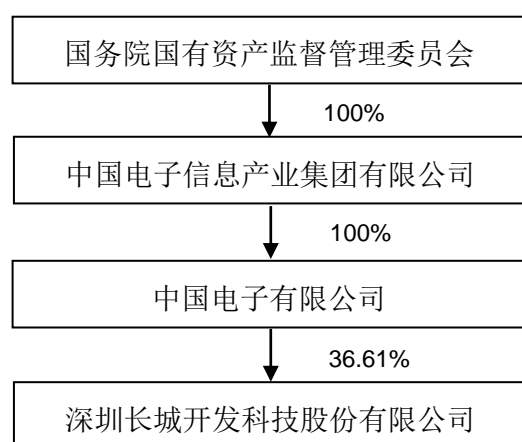 国务院国有资产监督管理委员会
100%
中国电子信息产业集团有限公司
100%
中国电子有限公司
36.61%
深圳长城开发科技股份有限公司